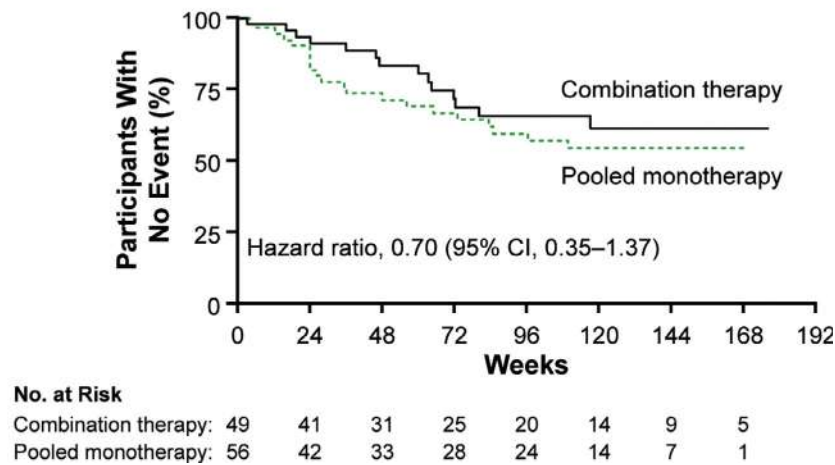 100
75
50
25
0
Participants With
No Event (%)
Combination therapy
Pooled monotherapy
Hazard ratio, 0.70 (95% CI, 0.35–1.37)
0 24 48 72 96 120 144 168 192
Weeks
No. at Risk
Combination therapy: 49 41 31 25 20 14 9 5
Pooled monotherapy: 56 42 33 28 24 14 7 1